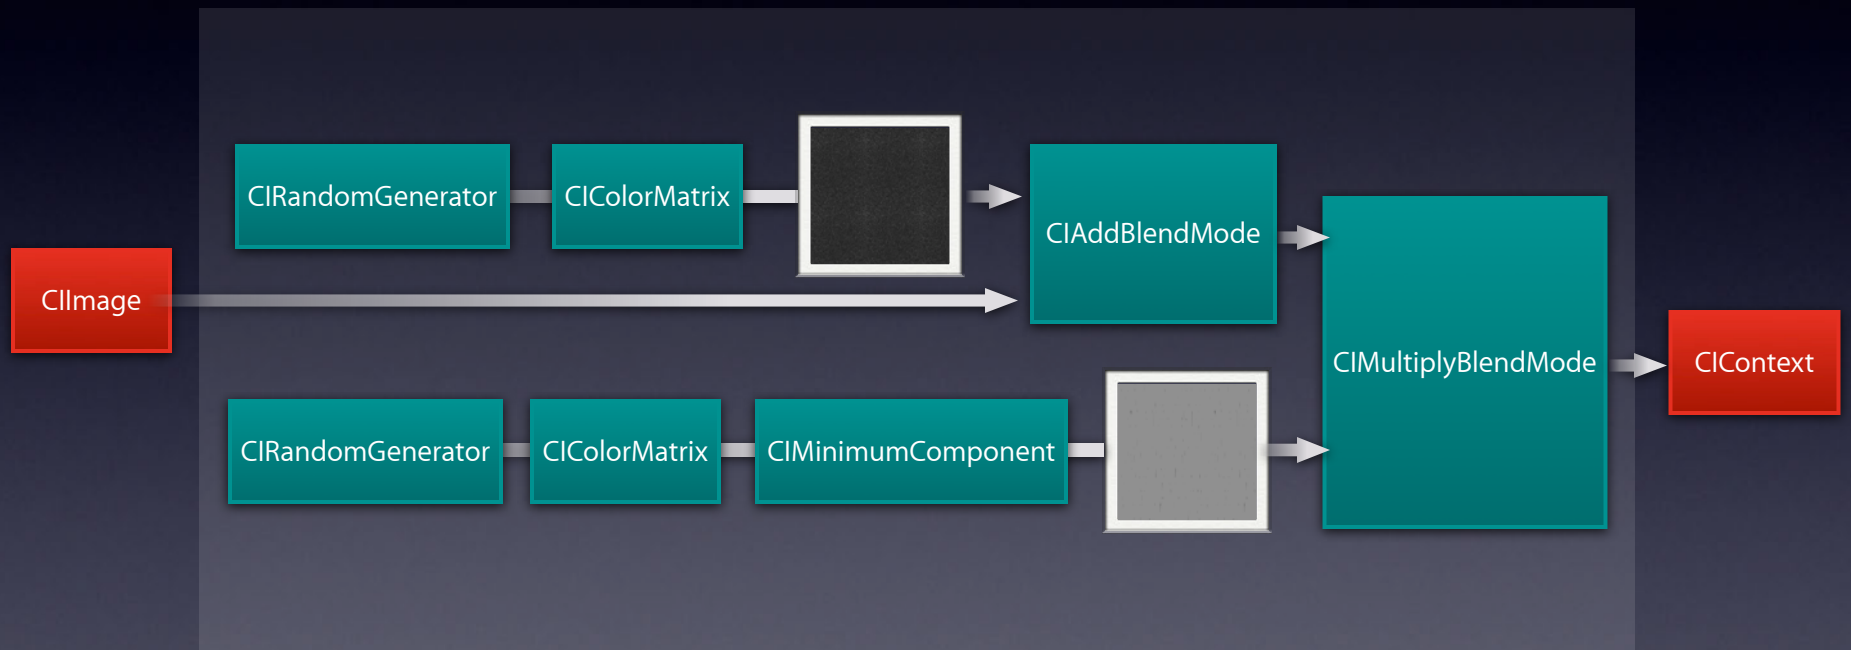 CIRandomGenerator
CIColorMatrix
CIAddBlendMode
CIImage
CIMultiplyBlendMode
CIContext
CIRandomGenerator
CIColorMatrix
CIMinimumComponent